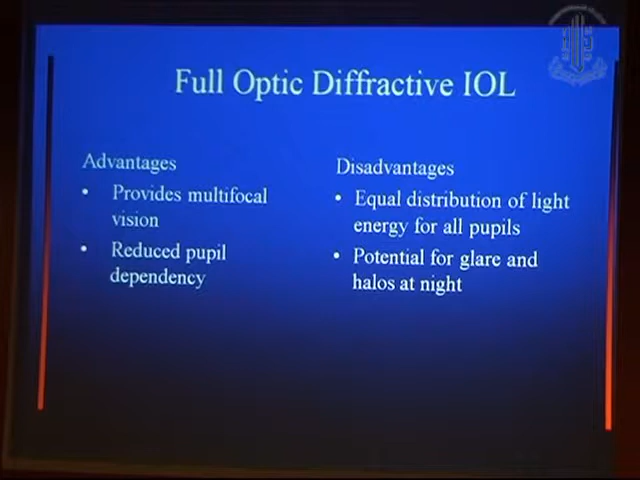 Full Optic Diffractive IOL
Advantages
• Provides multifocal
vision
• Reduced pupil
dependency
Disadvantages
• Equal distribution of light
energy for all pupils
• Potential for glare and
halos at night